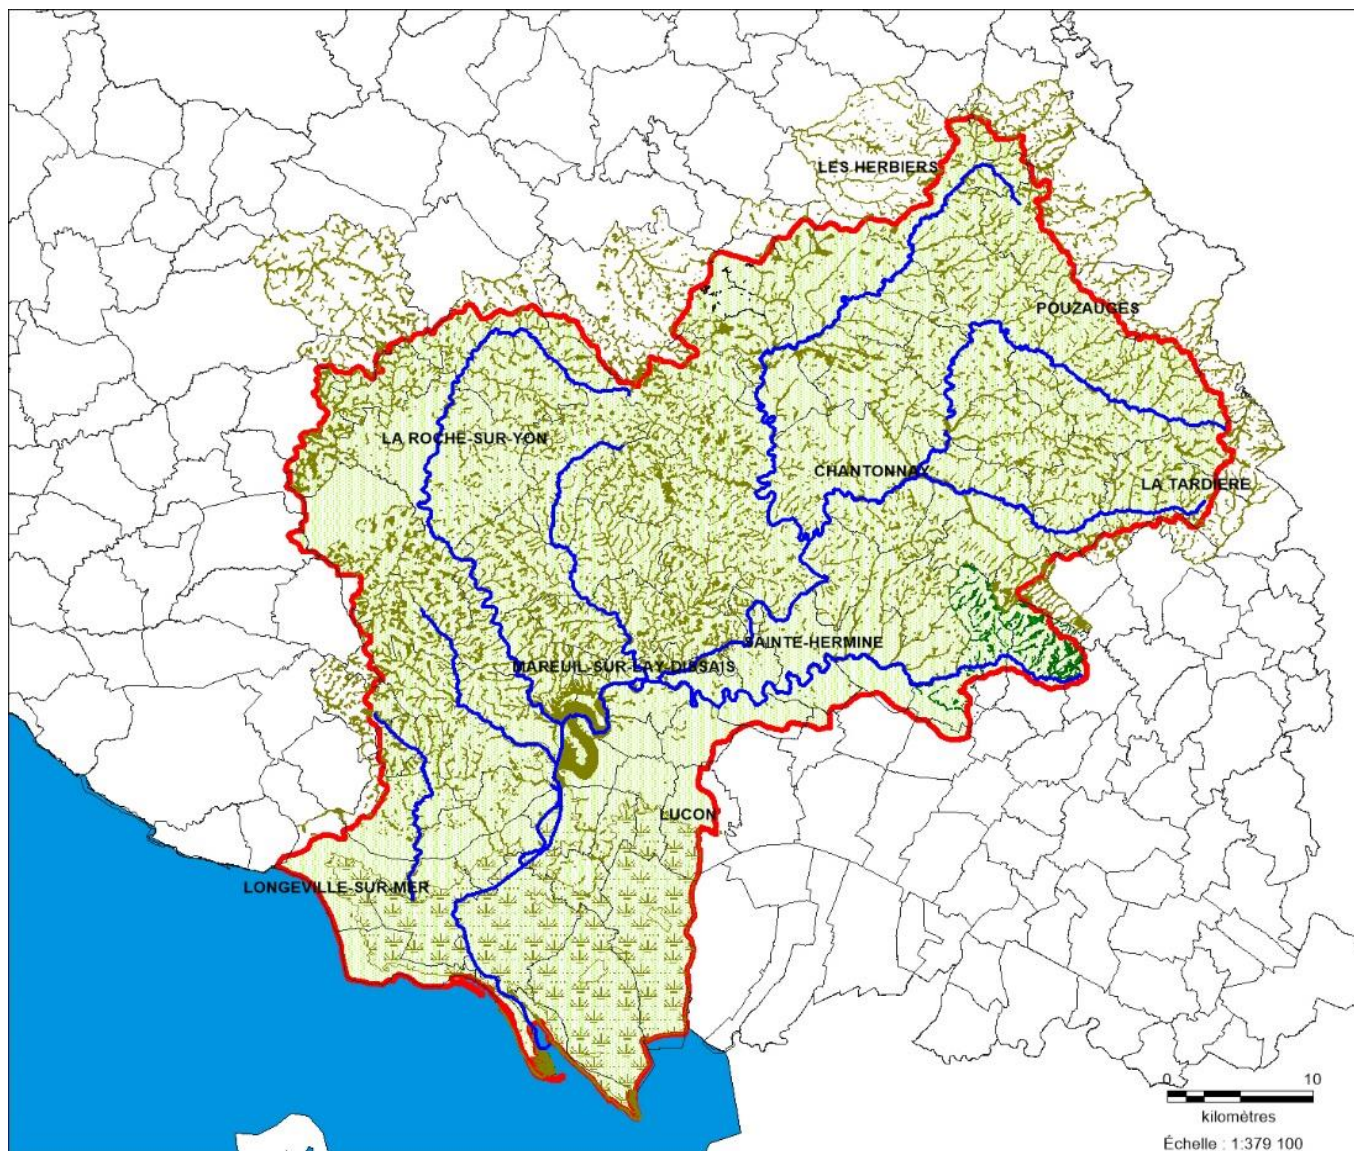 LES HERBIERS
POUZAUGES
LA ROCHE-SUR-YON
CHANTONNAY
LA TARDIERE
SAINTE-HERMINE
MAREUIL-SUR-LAY-DISSAIS
LUCON
LONGEVILLE-SUR-MER
0 10
kilomètres
Échelle : 1:379 100